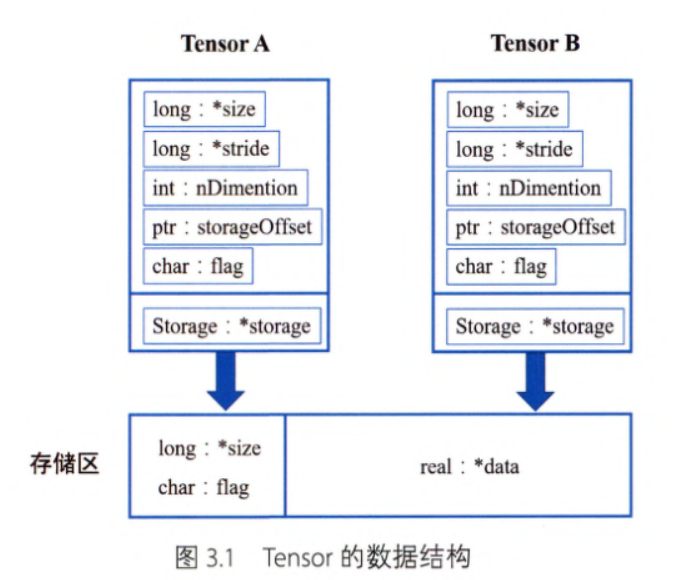 Tensor A
Tensor B
long : *size
long : *stride
int : nDimention
ptr : storageOffset
char : flag
Storage : *storage
long : *size
long : *stride
int : nDimention
ptr : storageOffset
char : flag
Storage : *storage
存储区
long : *size
char : flag
real : *data
图 3.1 Tensor 的数据结构